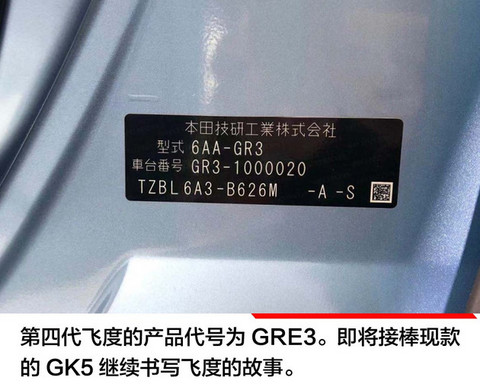 本田技研工業株式会社
型式 6AA-GR3
車台番号 GR3-1000020
TZBL6A3-B626M -A-S
第四代飞度的产品代号为 GRE3。即将接棒现款
的 GK5 继续书写飞度的故事。